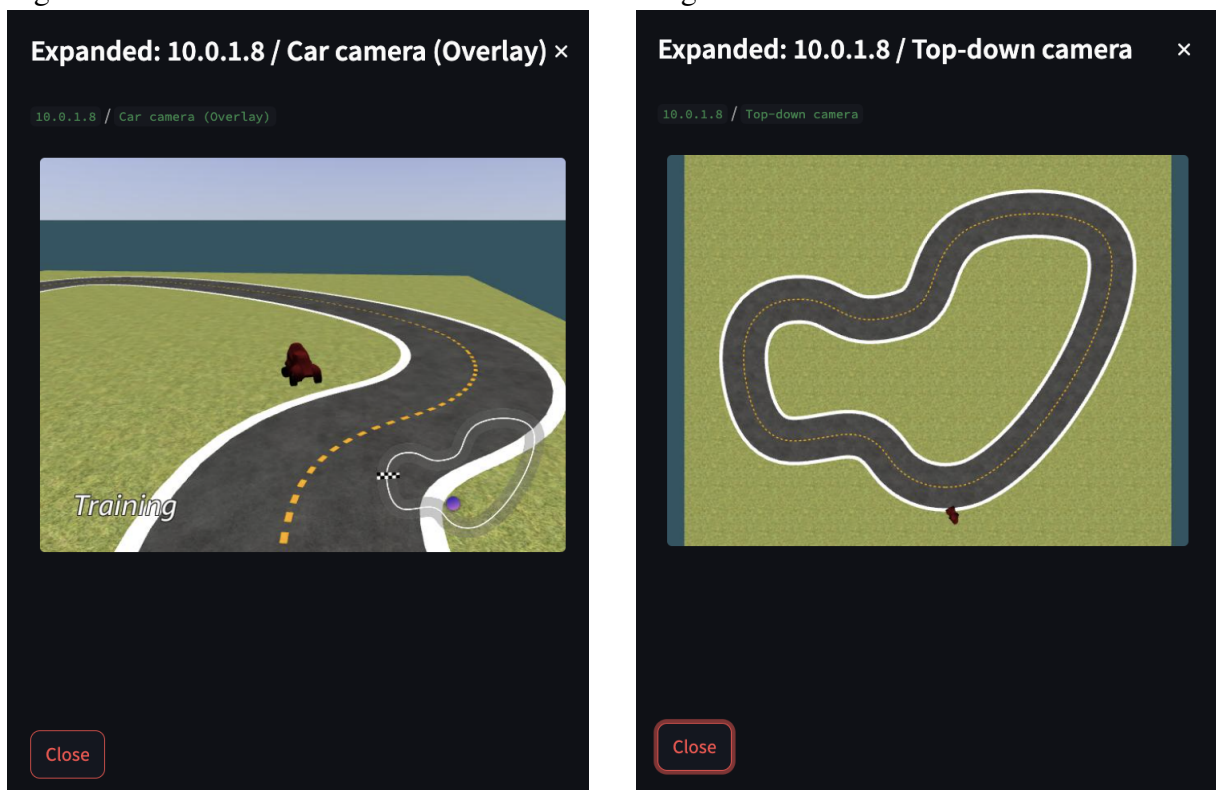 Expanded: 10.0.1.8 / Car camera (Overlay) ×
10.0.1.8 / Car camera (Overlay)
Training
Close
Expanded: 10.0.1.8 / Top-down camera ×
10.0.1.8 / Top-down camera
Close